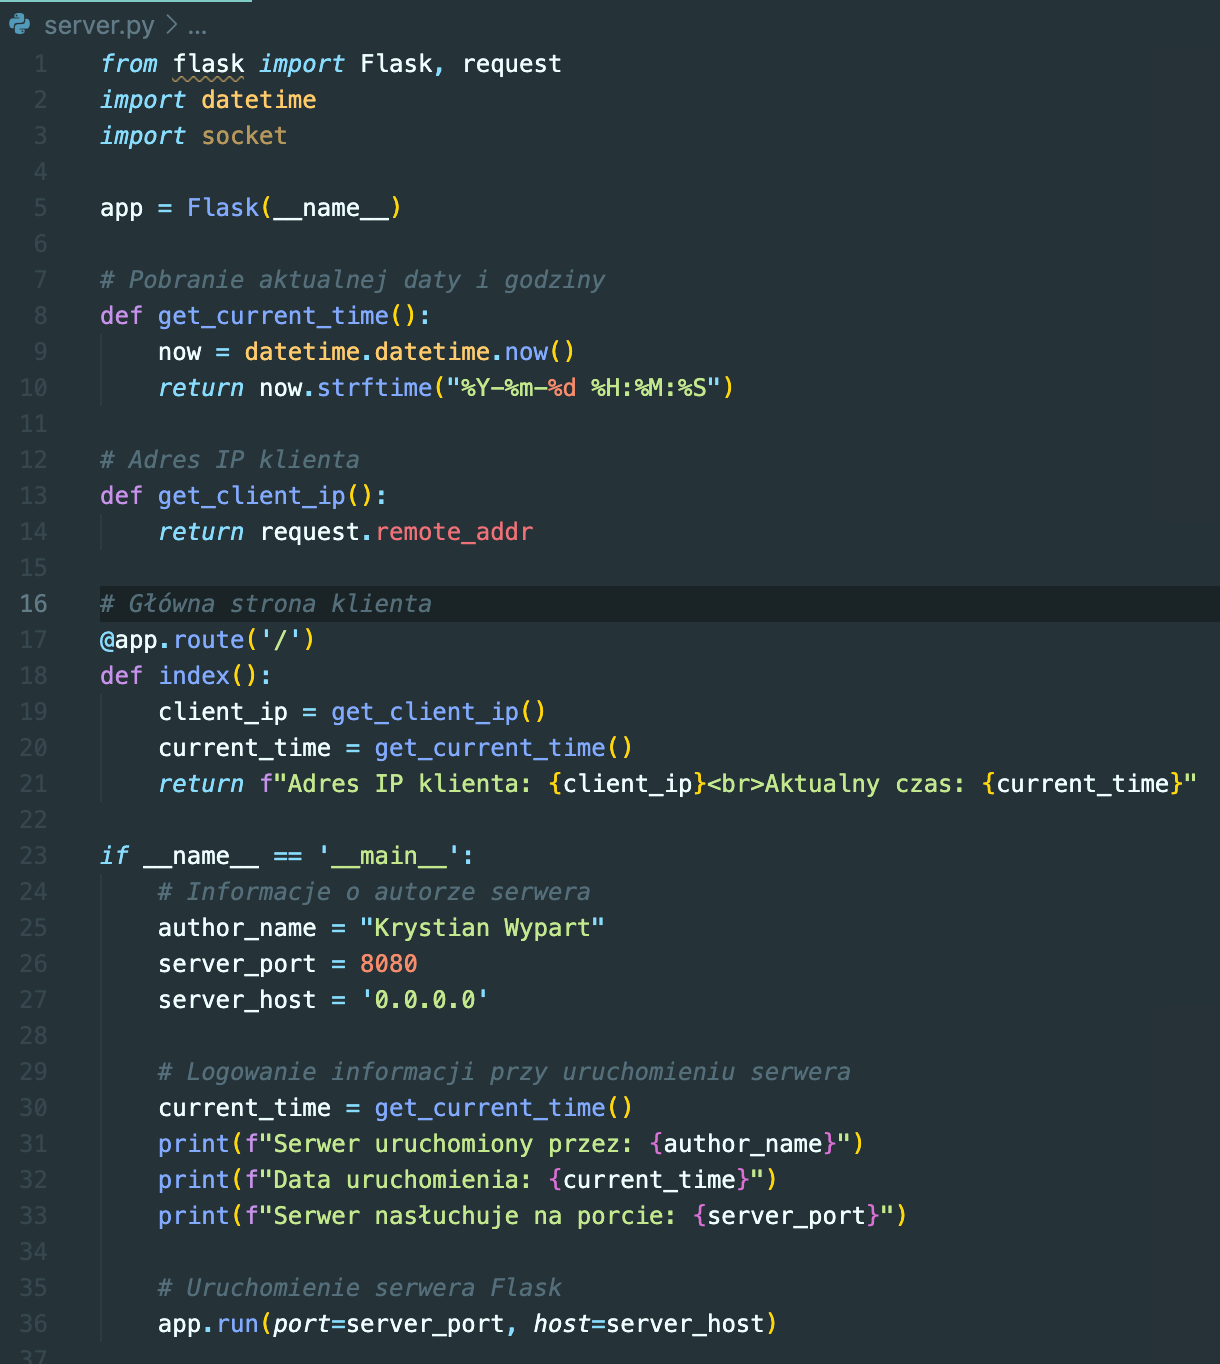 server.py > ...
1 from flask import Flask, request
2 import datetime
3 import socket
4
5 app = Flask(__name__)
6
7 # Pobranie aktualnej daty i godziny
8 def get_current_time():
9     now = datetime.datetime.now()
10     return now.strftime("%Y-%m-%d %H:%M:%S")
11
12 # Adres IP klienta
13 def get_client_ip():
14     return request.remote_addr
15
16 # Główna strona klienta
17 @app.route('/')
18 def index():
19     client_ip = get_client_ip()
20     current_time = get_current_time()
21     return f"Adres IP klienta: {client_ip}<br>Aktualny czas: {current_time}"
22
23 if __name__ == '__main__':
24     # Informacje o autorze serwera
25     author_name = "Krystian Wypart"
26     server_port = 8080
27     server_host = '0.0.0.0'
28
29     # Logowanie informacji przy uruchomieniu serwera
30     current_time = get_current_time()
31     print(f"Serwer uruchomiony przez: {author_name}")
32     print(f"Data uruchomienia: {current_time}")
33     print(f"Serwer nasłuchuje na porcie: {server_port}")
34
35     # Uruchomienie serwera Flask
36     app.run(port=server_port, host=server_host)
37